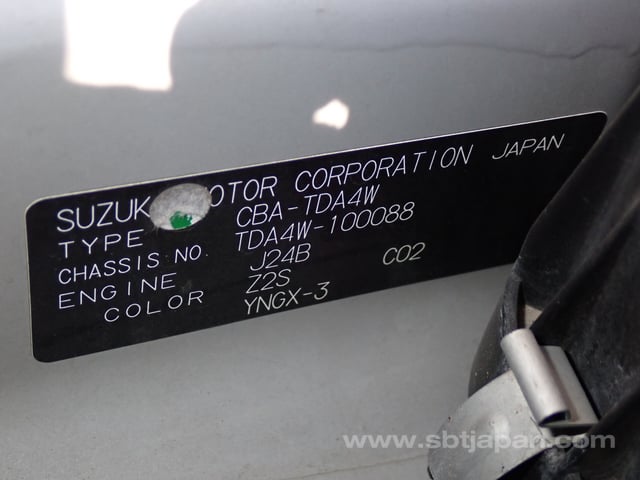 SUZUKI MOTOR CORPORATION JAPAN
TYPE CBA-TDA4W
CHASSIS NO. TDA4W-100088
ENGINE J24B
COLOR Z2S C02
YNGX-3
www.sbtjapan.com